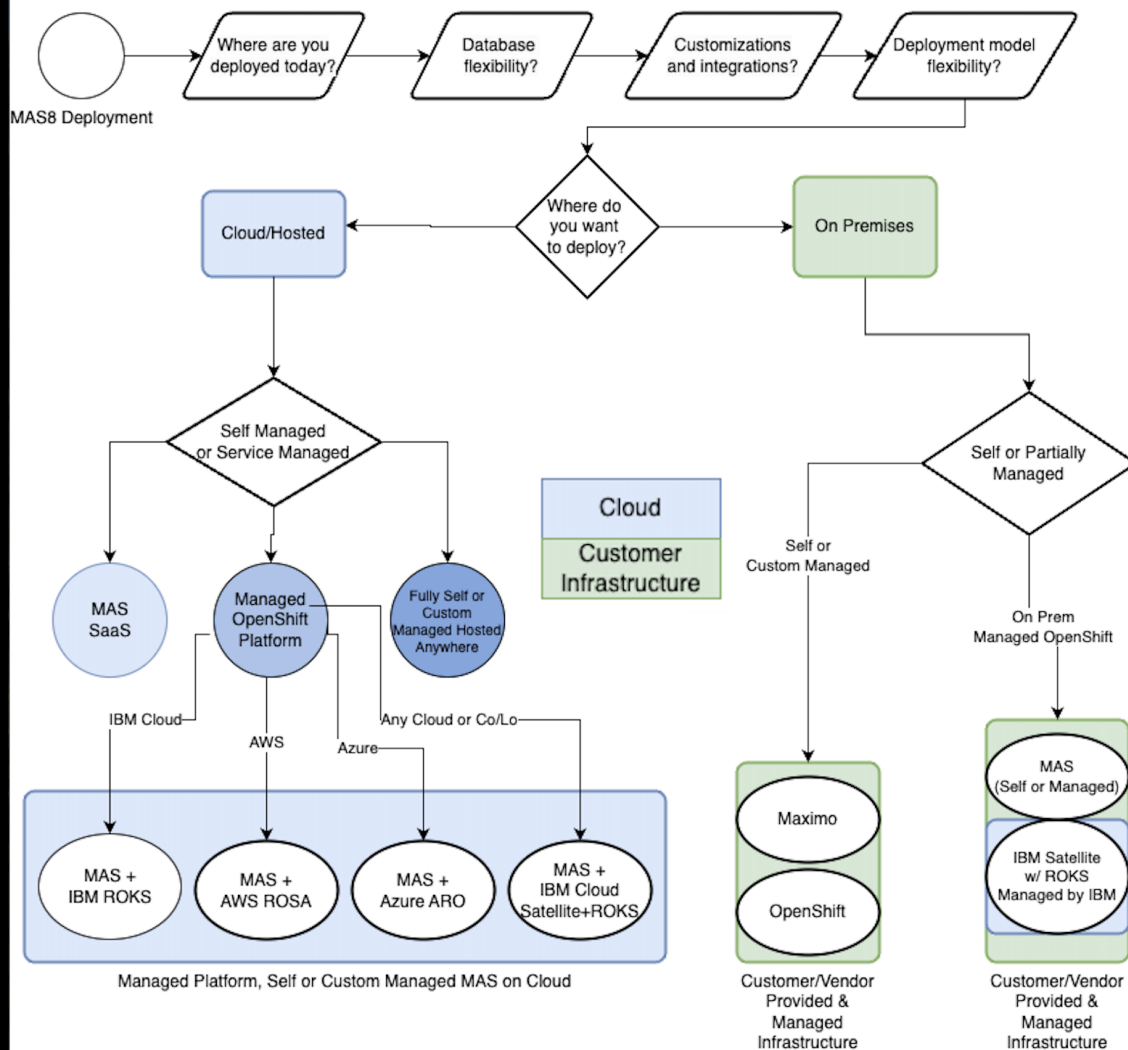 Where are you
deployed today?
Database
flexibility?
Customizations
and integrations?
Deployment model
flexibility?
MAS8 Deployment
Where do
you want
to deploy?
Cloud/Hosted
On Premises
Self Managed
or Service Managed
Self or Partially
Managed
Cloud
Customer
Infrastructure
Self or
Custom Managed
MAS
SaaS
Managed
OpenShift
Platform
Fully Self or
Custom
Managed Hosted
Anywhere
On Prem
Managed OpenShift
IBM Cloud
AWS
Azure
Any Cloud or Co/Lo
MAS +
IBM ROKS
MAS +
AWS ROSA
MAS +
Azure ARO
MAS +
IBM Cloud
Satellite+ROKS
Maximo
OpenShift
MAS
(Self or Managed)
IBM Satellite
w/ ROKS
Managed by IBM
Managed Platform, Self or Custom Managed MAS on Cloud
Customer/Vendor
Provided &
Managed
Infrastructure
Customer/Vendor
Provided &
Managed
Infrastructure